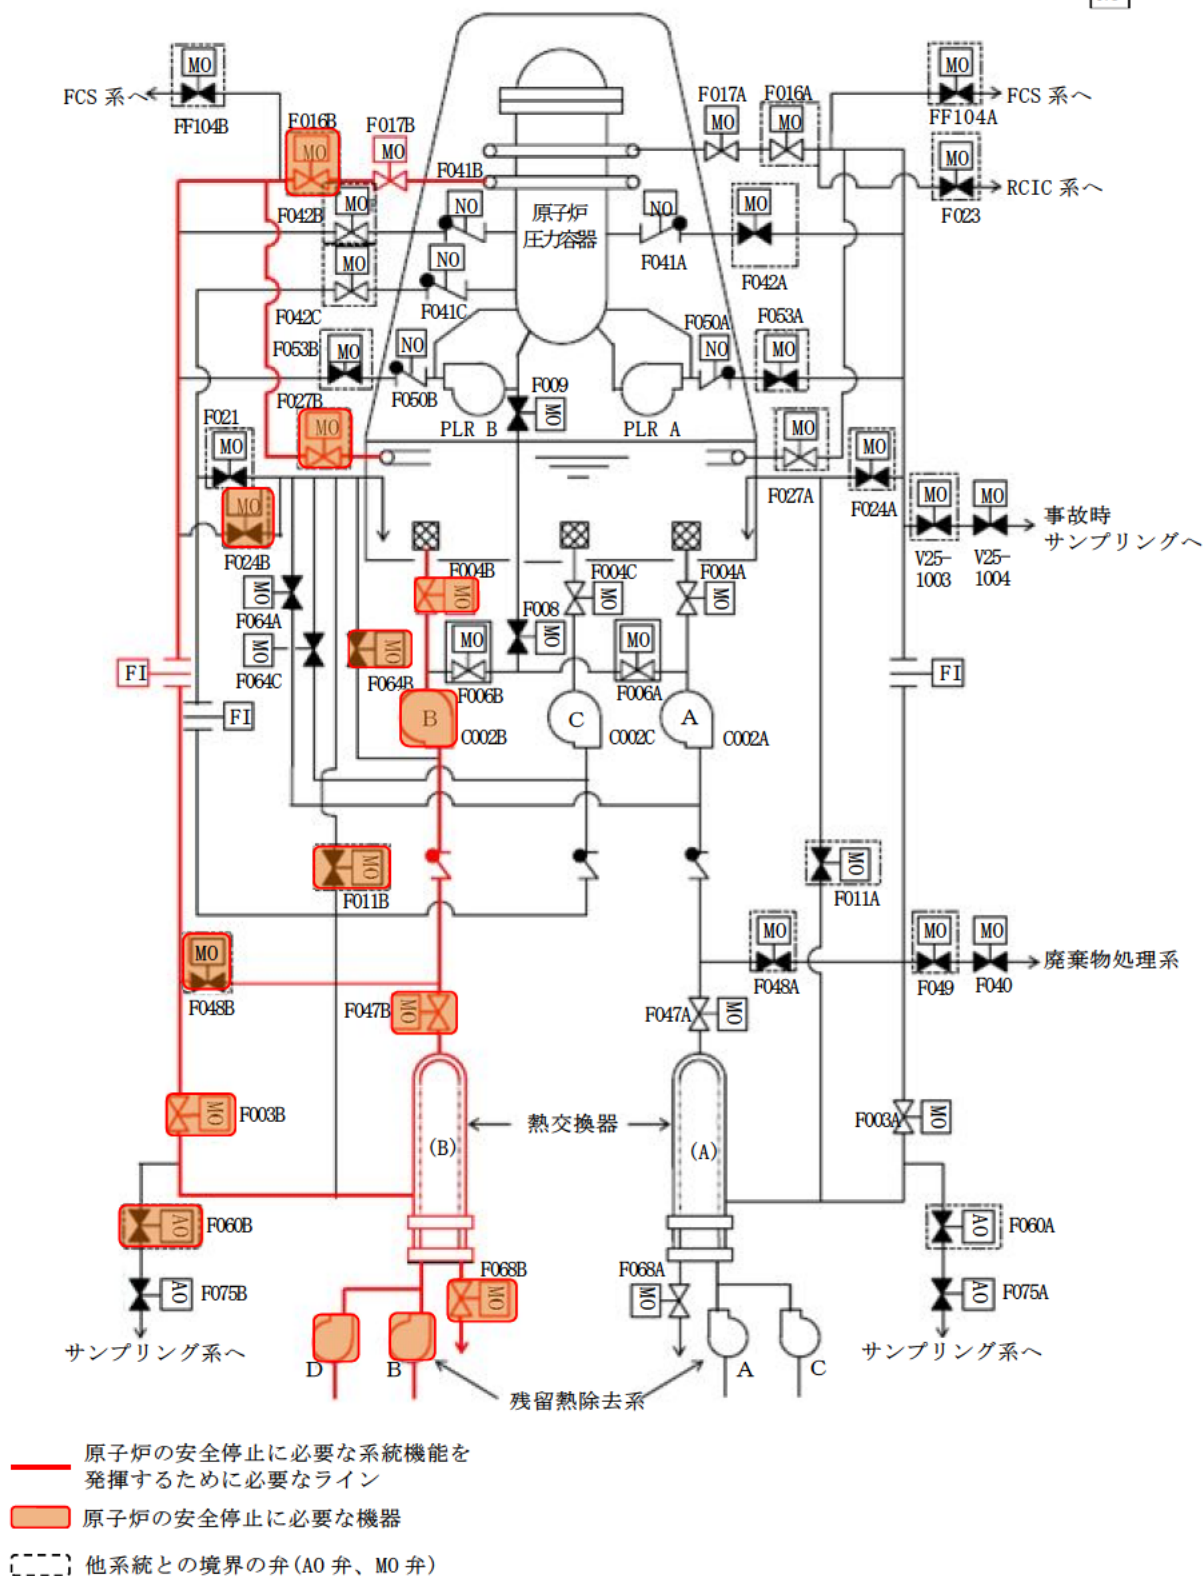 MO
MO
FCS 系へ
FF104B
F016B
MO
F017B
MO
F041B
F017A
MO
F016A
MO
FF104A
FCS 系へ
MO
RCIC 系へ
F023
F042B
MO
NO
原子炉
圧力容器
NO
F041A
MO
F042A
MO
NO
F042C
F041C
F053B
MO
NO
F050B
F050A
NO
F053A
MO
F027B
MO
F009
MO
PLR B
PLR A
F021
MO
MO
F027A
MO
F024A
MO
F024B
MO
V25-
1003
MO
V25-
1004
事故時
サンプリングへ
F004B
MO
F004C
MO
F004A
MO
MO
F064A
MO
F064C
MO
F064B
MO
F006B
F008
MO
MO
F006A
FI
FI
FI
B
C002B
C
C002C
A
C002A
MO
F011B
MO
F011A
MO
F048B
MO
F047B
MO
F048A
MO
F049
MO
F040
廃棄物処理系
F047A
MO
MO
F003B
熱交換器
(B)
(A)
F003A
MO
AO
F060B
AO
F060A
AO
F075B
AO
F075A
サンプリング系へ
サンプリング系へ
F068B
MO
F068A
MO
D
B
A
C
残留熱除去系
原子炉の安全停止に必要な系統機能を
発揮するために必要なライン
原子炉の安全停止に必要な機器
他系統との境界の弁(AO 弁、MO 弁)